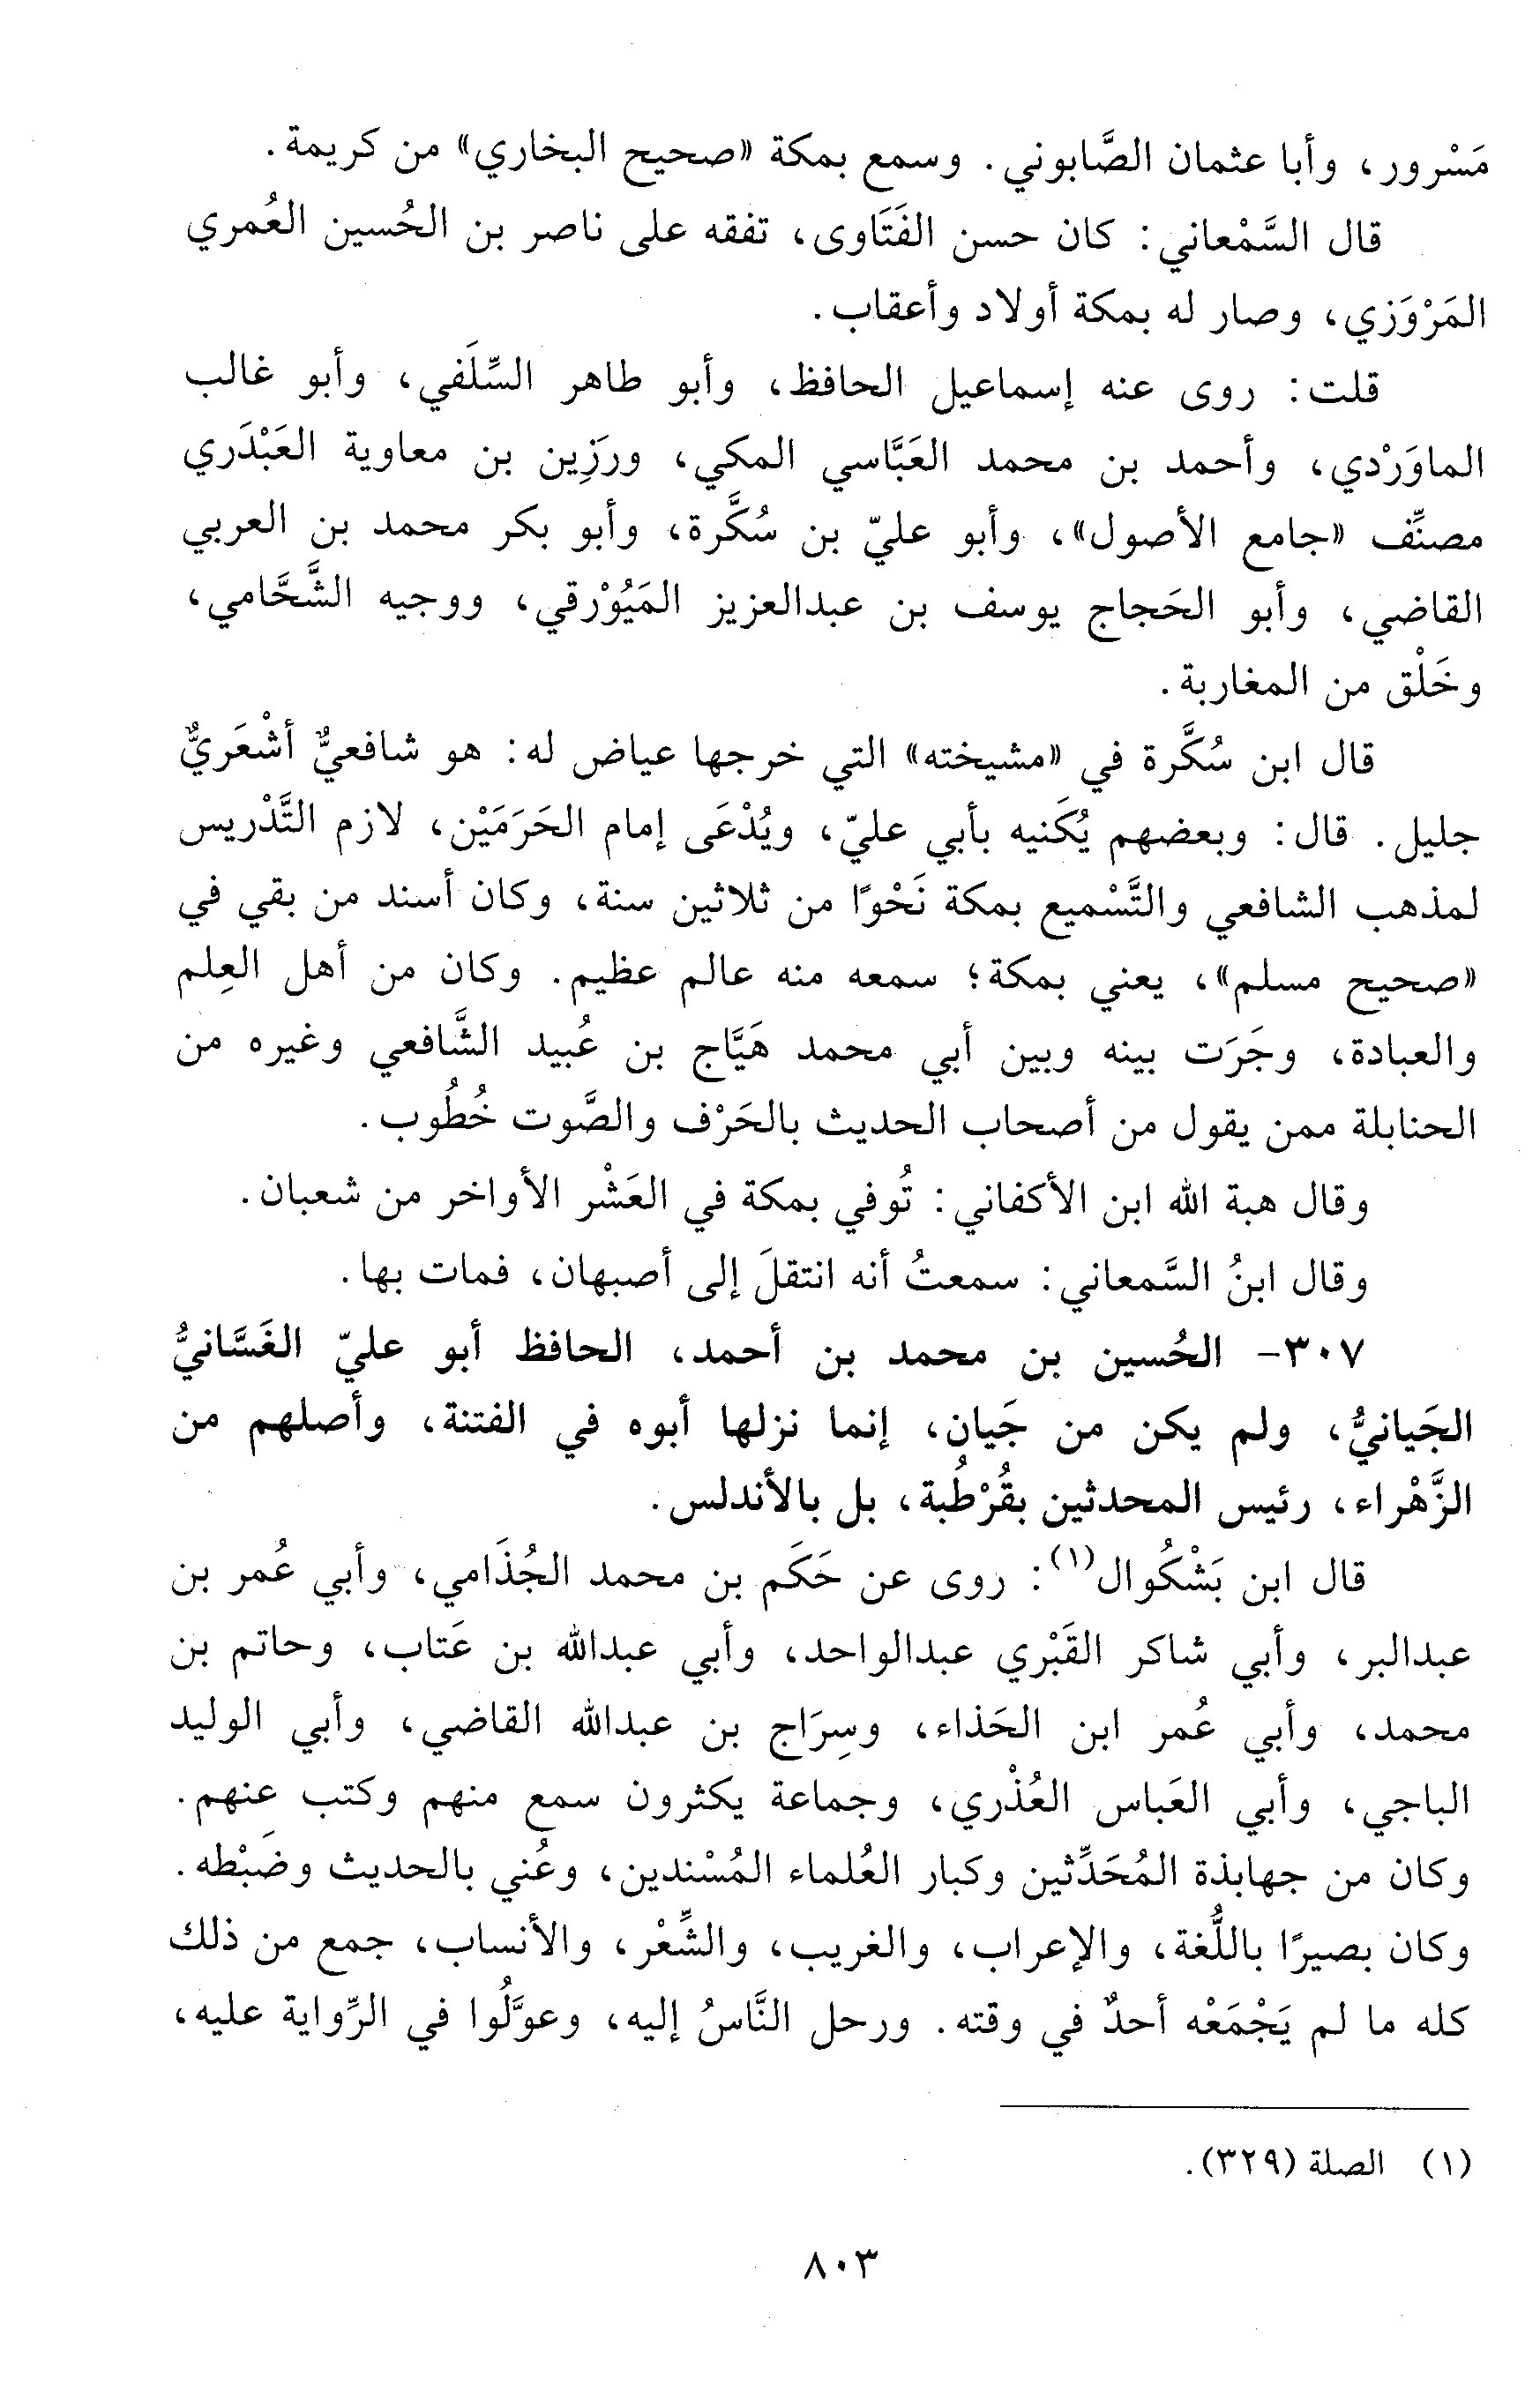 مَسْرور، وأبا عثمان الصَّابوني. وسمع بمكة «صحيح البخاري» من كريمة.
قال السَّمْعاني: كان حسن الفَتَاوى، تفقه على ناصر بن الحُسين العُمري
المَرْوَزي، وصار له بمكة أولاد وأعقاب.
قلت: روى عنه إسماعيل الحافظ، وأبو طاهر السِّلَفي، وأبو غالب
الماوَرْدي، وأحمد بن محمد العَبَّاسي المكي، ورَزِين بن معاوية العَبْدَري
مصنِّف «جامع الأصول»، وأبو عليّ بن سُكَّرة، وأبو بكر محمد بن العربي
القاضي، وأبو الحَجاج يوسف بن عبدالعزيز المَيُوْرقي، ووجيه الشَّحَّامي،
وخَلْق من المغاربة.
قال ابن سُكَّرة في «مشيخته» التي خرجها عياض له: هو شافعيٌّ أشْعَريٌّ
جليل. قال: وبعضهم يُكَنيه بأبي عليّ، ويُدْعَى إمام الحَرَمَيْن، لازم التَّدْريس
لمذهب الشافعي والتَّسْميع بمكة نَحْوًا من ثلاثين سنة، وكان أسند من بقي في
«صحيح مسلم»، يعني بمكة؛ سمعه منه عالم عظيم. وكان من أهل العِلم
والعبادة، وجَرَت بينه وبين أبي محمد هَيَّاج بن عُبيد الشَّافعي وغيره من
الحنابلة ممن يقول من أصحاب الحديث بالحَرْف والصَّوت خُطُوب.
وقال هبة الله ابن الأكفاني: تُوفي بمكة في العَشْر الأواخر من شعبان.
وقال ابنُ السَّمعاني: سمعتُ أنه انتقلَ إلى أصبهان، فمات بها.
٣٠٧- الحُسين بن محمد بن أحمد، الحافظ أبو عليّ الغَسَّانيُّ
الجَيانيُّ، ولم يكن من جَيان، إنما نزلها أبوه في الفتنة، وأصلهم من
الزَّهْراء، رئيس المحدثين بقُرْطُبة، بل بالأندلس.
قال ابن بَشْكُوال(١): روى عن حَكَم بن محمد الجُذَامي، وأبي عُمر بن
عبدالبر، وأبي شاكر القَبْري عبدالواحد، وأبي عبدالله بن عَتاب، وحاتم بن
محمد، وأبي عُمر ابن الحَذاء، وسِرَاج بن عبدالله القاضي، وأبي الوليد
الباجي، وأبي العَباس العُذْري، وجماعة يكثرون سمع منهم وكتب عنهم.
وكان من جهابذة المُحَدِّثين وكبار العُلماء المُسْندين، وعُني بالحديث وضَبْطه.
وكان بصيرًا باللُّغة، والإعراب، والغريب، والشِّعْر، والأنساب، جمع من ذلك
كله ما لم يَجْمَعْه أحدٌ في وقته. ورحل النَّاسُ إليه، وعوَّلُوا في الرِّواية عليه،
(١) الصلة (٣٢٩).
٨٠٣